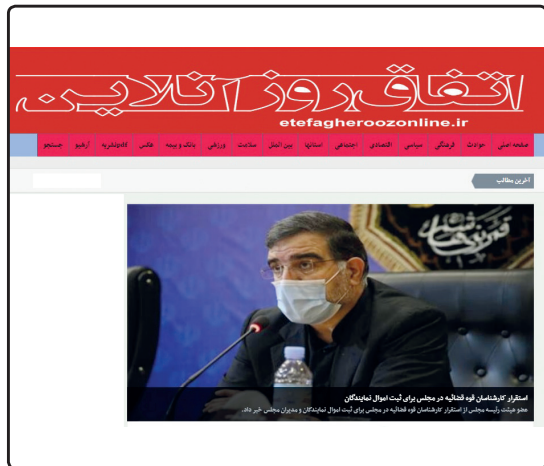 اتفاق روز آنلاین
etefagheroozonline.ir
صفحه اصلی حوادث فرهنگی سیاسی اقتصادی اجتماعی استانها بین الملل سلامت ورزشی بانک و بیمه عکس pdfنشریه آرشیو جستجو
آخرین مطالب
استقرار کارشناسان قوه قضائیه در مجلس برای ثبت اموال نمایندگان
عضو هیئت رئیسه مجلس از استقرار کارشناسان قوه قضائیه در مجلس برای ثبت اموال نمایندگان و مدیران مجلس خبر داد.